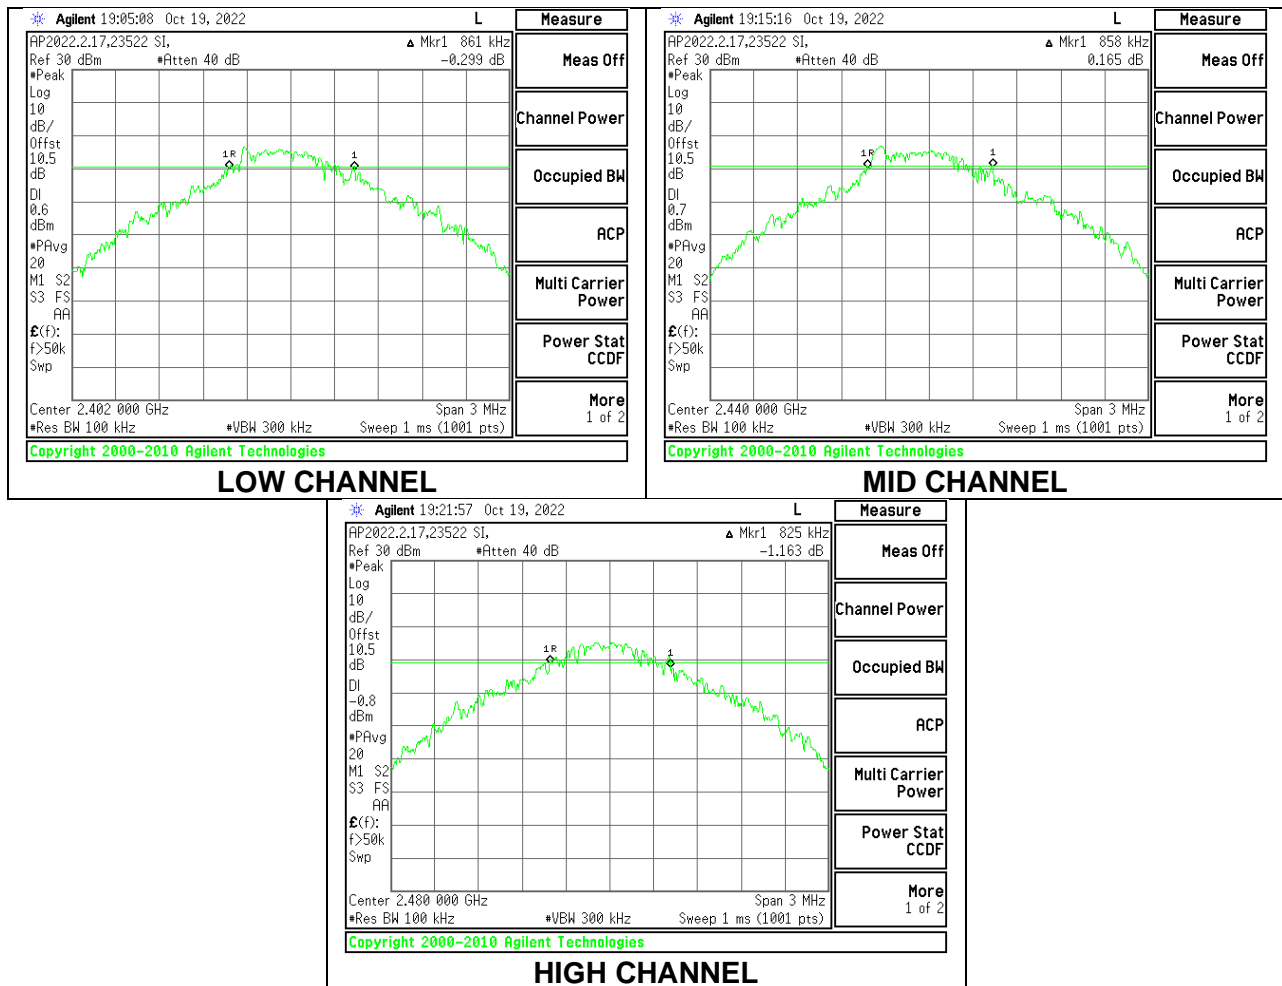 Agilent 19:05:08 Oct 19, 2022 L Measure
AP2022.2.17,23522 SI, Δ Mkr1 861 kHz
Ref 30 dBm #Atten 40 dB -0.299 dB
#Peak
Log
10
dB/
Offst
10.5
dB
DI
0.6
dBm
#PAvg
20
M1 S2
S3 FS
AA
£(f):
f>50k
Swp
1R
1
Center 2.402 000 GHz Span 3 MHz
#Res BW 100 kHz #VBW 300 kHz Sweep 1 ms (1001 pts)
Meas Off
Channel Power
Occupied BW
ACP
Multi Carrier
Power
Power Stat
CCDF
More
1 of 2
Copyright 2000-2010 Agilent Technologies
LOW CHANNEL
Agilent 19:15:16 Oct 19, 2022 L Measure
AP2022.2.17,23522 SI, Δ Mkr1 858 kHz
Ref 30 dBm #Atten 40 dB 0.165 dB
#Peak
Log
10
dB/
Offst
10.5
dB
DI
0.7
dBm
#PAvg
20
M1 S2
S3 FS
AA
£(f):
f>50k
Swp
1R
1
Center 2.440 000 GHz Span 3 MHz
#Res BW 100 kHz #VBW 300 kHz Sweep 1 ms (1001 pts)
Meas Off
Channel Power
Occupied BW
ACP
Multi Carrier
Power
Power Stat
CCDF
More
1 of 2
Copyright 2000-2010 Agilent Technologies
MID CHANNEL
Agilent 19:21:57 Oct 19, 2022 L Measure
AP2022.2.17,23522 SI, Δ Mkr1 825 kHz
Ref 30 dBm #Atten 40 dB -1.163 dB
#Peak
Log
10
dB/
Offst
10.5
dB
DI
-0.8
dBm
#PAvg
20
M1 S2
S3 FS
AA
£(f):
f>50k
Swp
1R
1
Center 2.480 000 GHz Span 3 MHz
#Res BW 100 kHz #VBW 300 kHz Sweep 1 ms (1001 pts)
Meas Off
Channel Power
Occupied BW
ACP
Multi Carrier
Power
Power Stat
CCDF
More
1 of 2
Copyright 2000-2010 Agilent Technologies
HIGH CHANNEL